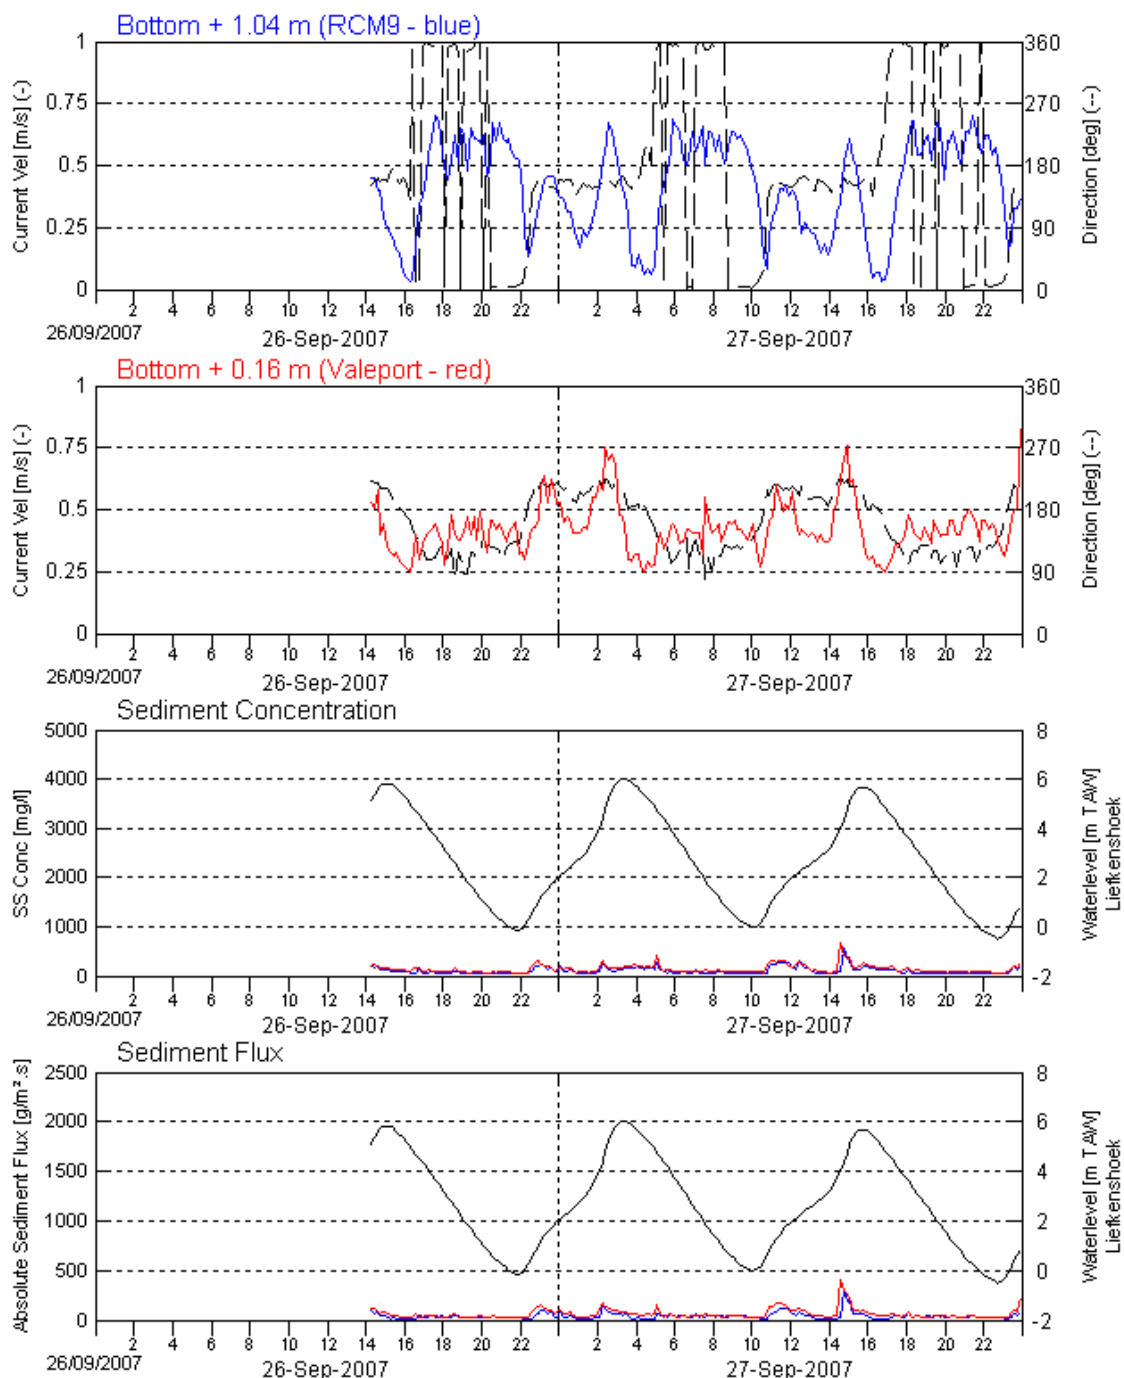 Bottom + 1.04 m (RCM9 - blue)
Current Vel [m/s] (-)
1
0.75
0.5
0.25
0
360
270
180
90
0
Direction [deg] (--)
2 4 6 8 10 12 14 16 18 20 22 2 4 6 8 10 12 14 16 18 20 22
26/09/2007
26-Sep-2007
27-Sep-2007
Bottom + 0.16 m (Valeport - red)
Current Vel [m/s] (-)
1
0.75
0.5
0.25
0
360
270
180
90
0
Direction [deg] (--)
2 4 6 8 10 12 14 16 18 20 22 2 4 6 8 10 12 14 16 18 20 22
26/09/2007
26-Sep-2007
27-Sep-2007
Sediment Concentration
SS Conc [mg/l]
5000
4000
3000
2000
1000
0
8
6
4
2
0
-2
Waterlevel [m TAW]
Liefkenshoek
2 4 6 8 10 12 14 16 18 20 22 2 4 6 8 10 12 14 16 18 20 22
26/09/2007
26-Sep-2007
27-Sep-2007
Sediment Flux
Absolute Sediment Flux [g/m².s]
2500
2000
1500
1000
500
0
8
6
4
2
0
-2
Waterlevel [m TAW]
Liefkenshoek
2 4 6 8 10 12 14 16 18 20 22 2 4 6 8 10 12 14 16 18 20 22
26/09/2007
26-Sep-2007
27-Sep-2007